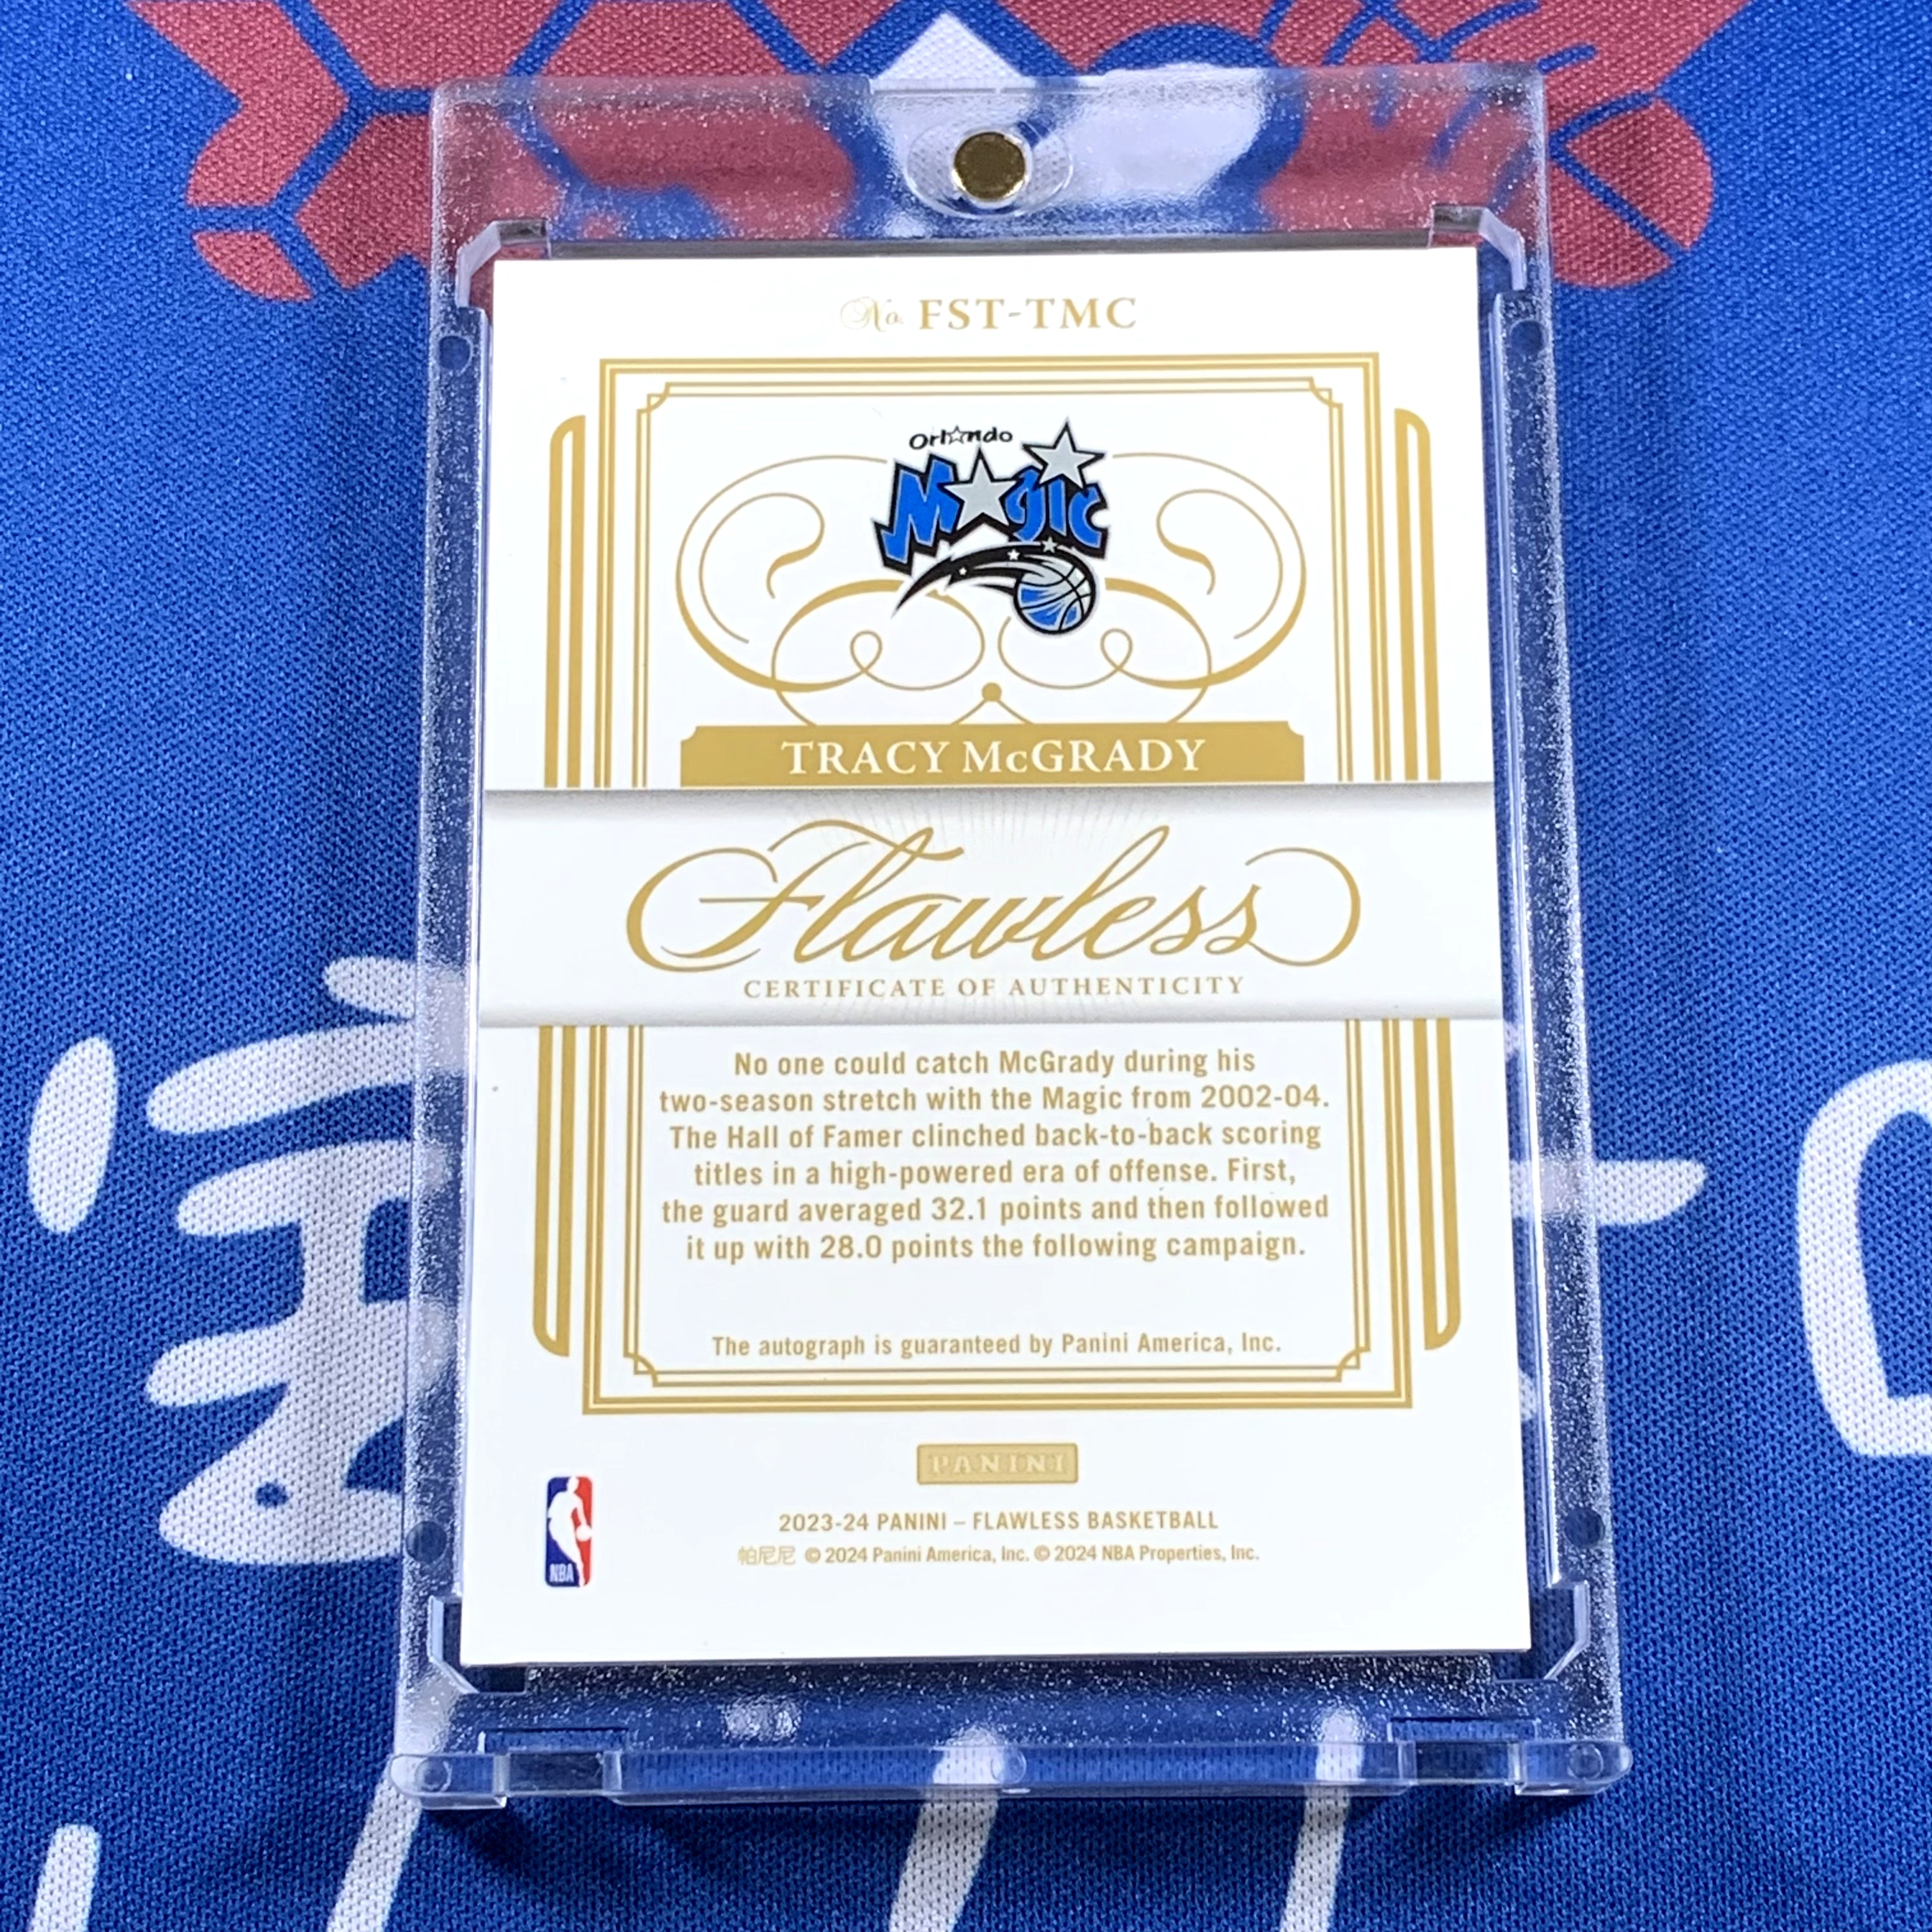 No. FST-TMC
Orlando
Magic
TRACY McGRADY
Flawless
CERTIFICATE OF AUTHENTICITY
No one could catch McGrady during his
two-season stretch with the Magic from 2002-04.
The Hall of Famer clinched back-to-back scoring
titles in a high-powered era of offense. First,
the guard averaged 32.1 points and then followed
it up with 28.0 points the following campaign.
The autograph is guaranteed by Panini America, Inc.
PANINI
NBA
2023-24 PANINI – FLAWLESS BASKETBALL
帕尼尼 © 2024 Panini America, Inc. © 2024 NBA Properties, Inc.